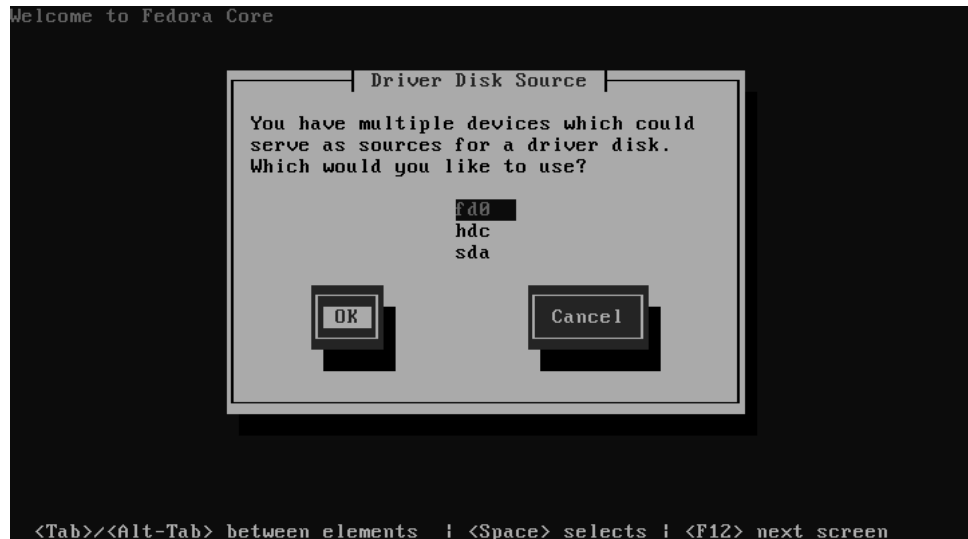 Welcome to Fedora Core
Driver Disk Source
You have multiple devices which could
serve as sources for a driver disk.
Which would you like to use?
fd0
hdc
sda
OK Cancel
<Tab>/<Alt-Tab> between elements | <Space> selects | <F12> next screen